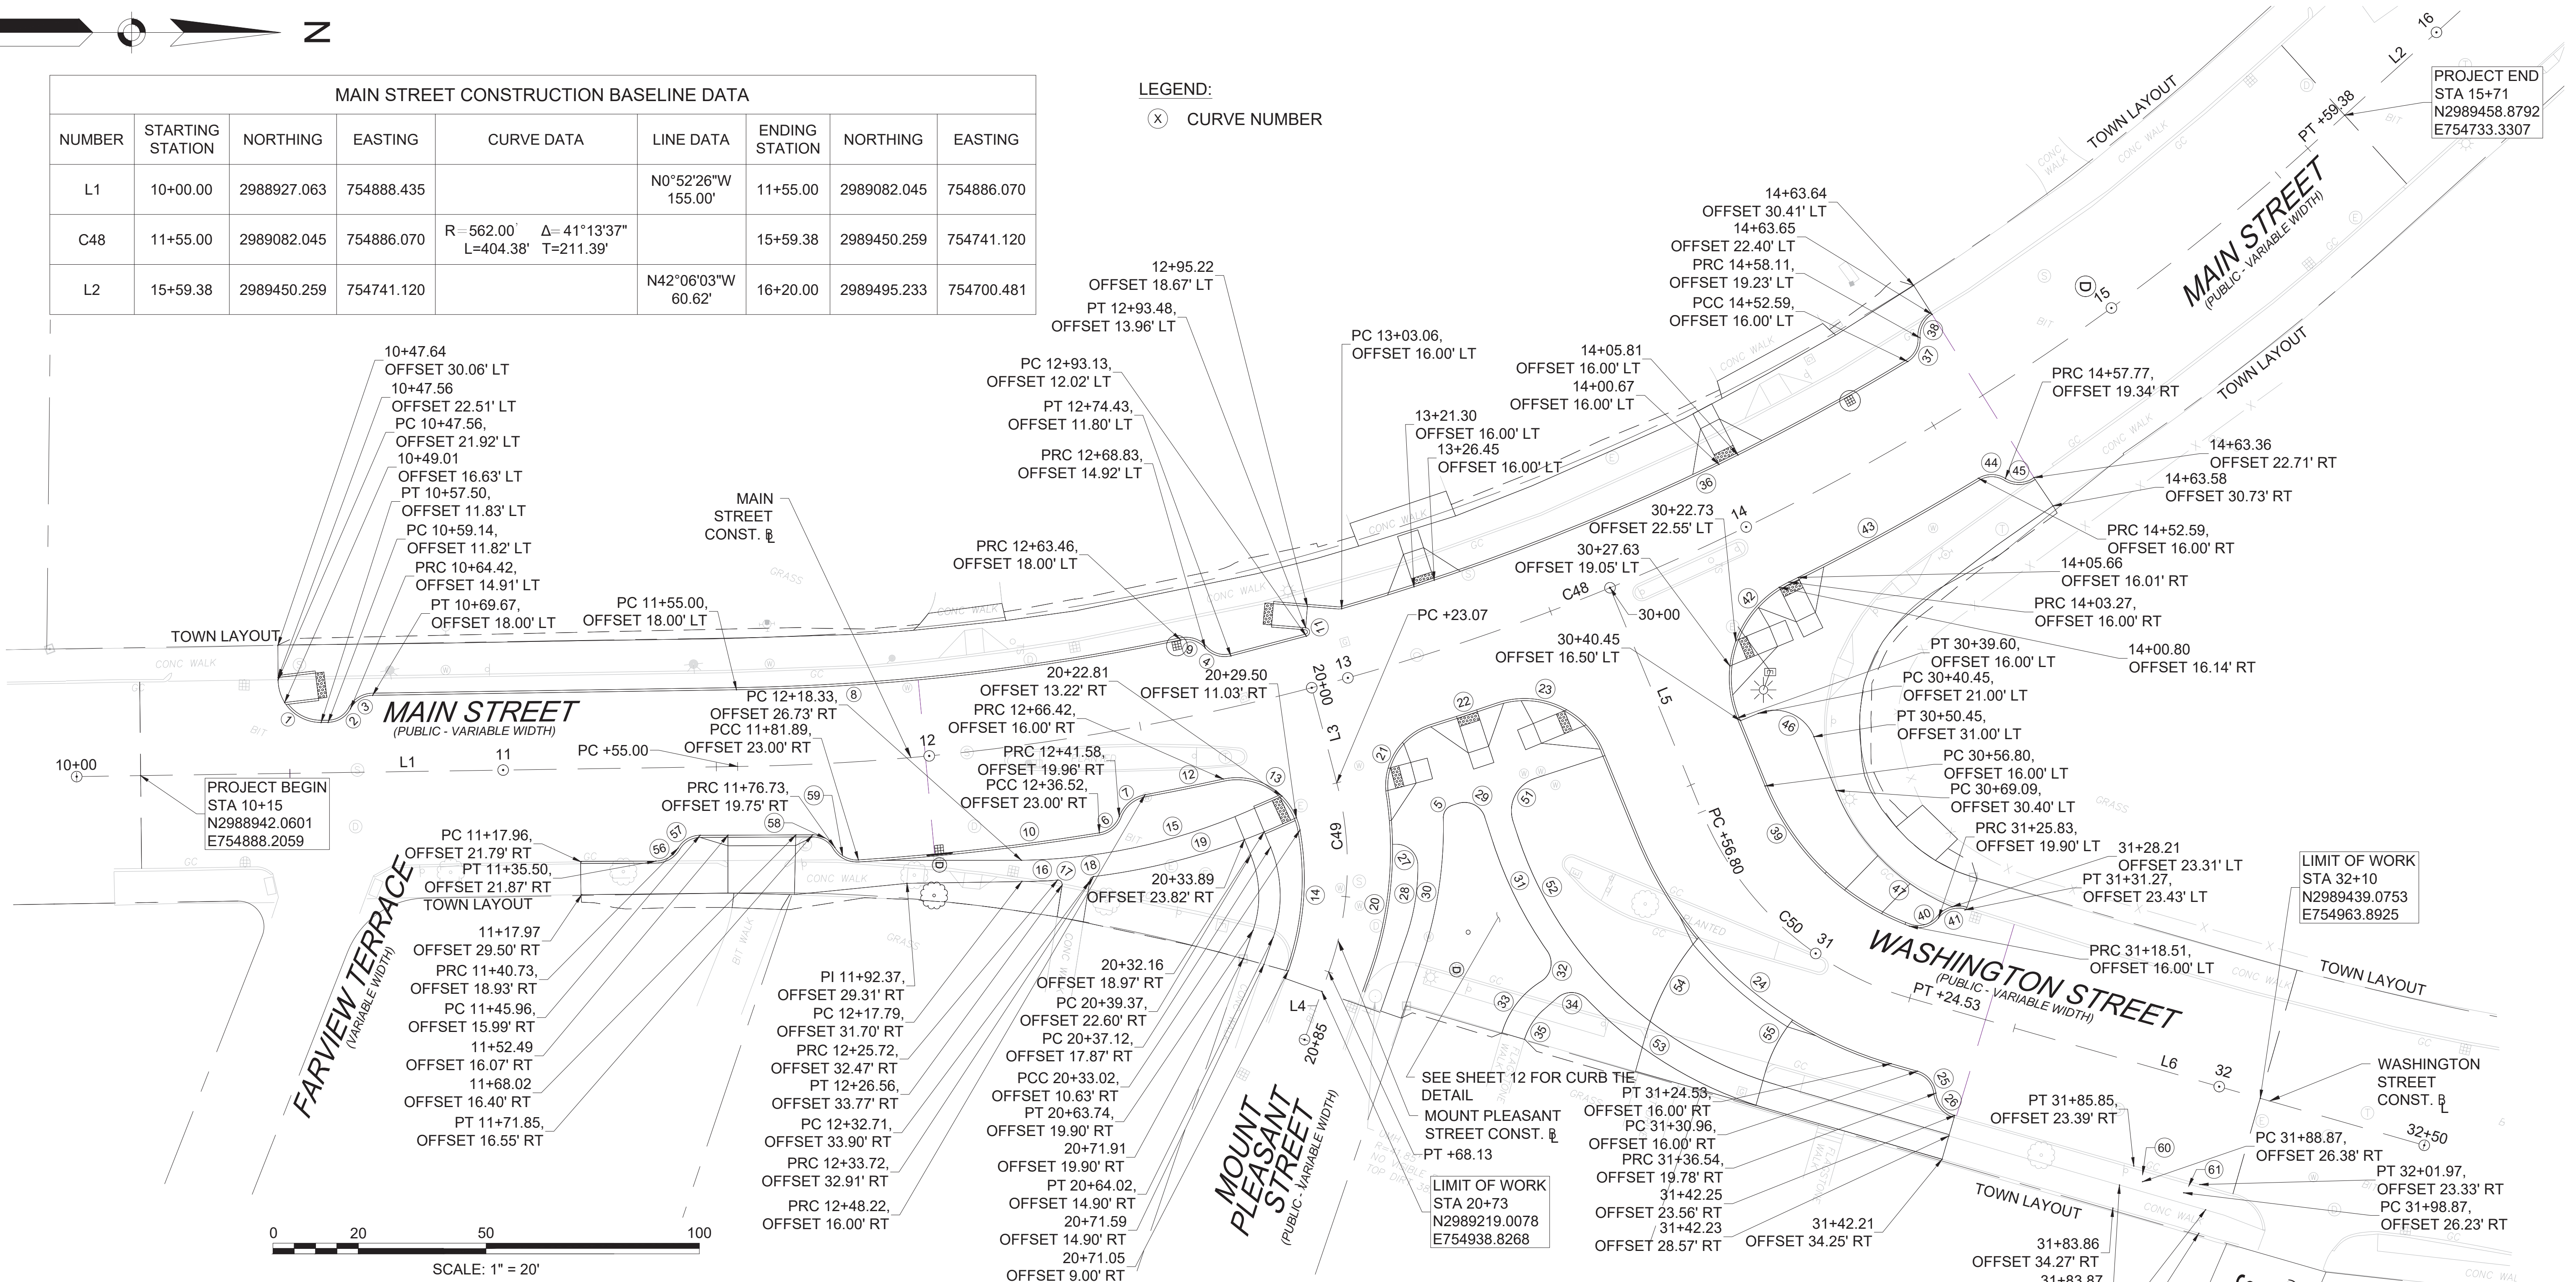 N
MAIN STREET CONSTRUCTION BASELINE DATA
NUMBER STARTING STATION NORTHING EASTING CURVE DATA LINE DATA ENDING STATION NORTHING EASTING
L1 10+00.00 2988927.063 754888.435 N0°52'26"W 155.00' 11+55.00 2989082.045 754886.070
C48 11+55.00 2989082.045 754886.070 R=562.00' Δ=41°13'37" L=404.38' T=211.39' 15+59.38 2989450.259 754741.120
L2 15+59.38 2989450.259 754741.120 N42°06'03"W 60.62' 16+20.00 2989495.233 754700.481
LEGEND:
X CURVE NUMBER
PROJECT END
STA 15+71
N2989458.8792
E754733.3307
16
L2
PT +59.38
TOWN LAYOUT
MAIN STREET
(PUBLIC - VARIABLE WIDTH)
15
D
TOWN LAYOUT
10+47.64
OFFSET 30.06' LT
10+47.56
OFFSET 22.51' LT
PC 10+47.56,
OFFSET 21.92' LT
10+49.01
OFFSET 16.63' LT
PT 10+57.50,
OFFSET 11.83' LT
PC 10+59.14,
OFFSET 11.82' LT
PRC 10+64.42,
OFFSET 14.91' LT
PT 10+69.67,
OFFSET 18.00' LT
PC 11+55.00,
OFFSET 18.00' LT
MAIN
STREET
CONST. BL
12+95.22
OFFSET 18.67' LT
PT 12+93.48,
OFFSET 13.96' LT
PC 12+93.13,
OFFSET 12.02' LT
PT 12+74.43,
OFFSET 11.80' LT
PRC 12+68.83,
OFFSET 14.92' LT
PRC 12+63.46,
OFFSET 18.00' LT
PC 13+03.06,
OFFSET 16.00' LT
13+21.30
OFFSET 16.00' LT
13+26.45
OFFSET 16.00' LT
14+05.81
OFFSET 16.00' LT
14+00.67
OFFSET 16.00' LT
14+63.64
OFFSET 30.41' LT
14+63.65
OFFSET 22.40' LT
PRC 14+58.11,
OFFSET 19.23' LT
PCC 14+52.59,
OFFSET 16.00' LT
30+22.73
OFFSET 22.55' LT
30+27.63
OFFSET 19.05' LT
30+40.45
OFFSET 16.50' LT
PRC 14+57.77,
OFFSET 19.34' RT
14+63.36
OFFSET 22.71' RT
14+63.58
OFFSET 30.73' RT
PRC 14+52.59,
OFFSET 16.00' RT
14+05.66
OFFSET 16.01' RT
PRC 14+03.27,
OFFSET 16.00' RT
14+00.80
OFFSET 16.14' RT
PT 30+39.60,
OFFSET 16.00' LT
PC 30+40.45,
OFFSET 21.00' LT
PT 30+50.45,
OFFSET 31.00' LT
PC 30+56.80,
OFFSET 16.00' LT
PC 30+69.09,
OFFSET 30.40' LT
PRC 31+25.83,
OFFSET 19.90' LT
31+28.21
OFFSET 23.31' LT
PT 31+31.27,
OFFSET 23.43' LT
PRC 31+18.51,
OFFSET 16.00' LT
LIMIT OF WORK
STA 32+10
N2989439.0753
E754963.8925
TOWN LAYOUT
MAIN STREET
(PUBLIC - VARIABLE WIDTH)
10+00
L1
11
PC +55.00
12
13
14
C48
30+00
PC +23.07
20+00
L3
C49
L4
20+85
L5
PC +56.80
C50
31
PT +24.53
L6
32
32+50
PROJECT BEGIN
STA 10+15
N2988942.0601
E754888.2059
PC 12+18.33,
OFFSET 26.73' RT
PCC 11+81.89,
OFFSET 23.00' RT
PRC 11+76.73,
OFFSET 19.75' RT
20+22.81
OFFSET 13.22' RT
20+29.50
OFFSET 11.03' RT
PRC 12+66.42,
OFFSET 16.00' RT
PRC 12+41.58,
OFFSET 19.96' RT
PCC 12+36.52,
OFFSET 23.00' RT
PC 11+17.96,
OFFSET 21.79' RT
PT 11+35.50,
OFFSET 21.87' RT
TOWN LAYOUT
11+17.97
OFFSET 29.50' RT
PRC 11+40.73,
OFFSET 18.93' RT
PC 11+45.96,
OFFSET 15.99' RT
11+52.49
OFFSET 16.07' RT
11+68.02
OFFSET 16.40' RT
PT 11+71.85,
OFFSET 16.55' RT
FARVIEW TERRACE
(VARIABLE WIDTH)
PI 11+92.37,
OFFSET 29.31' RT
PC 12+17.79,
OFFSET 31.70' RT
PRC 12+25.72,
OFFSET 32.47' RT
PT 12+26.56,
OFFSET 33.77' RT
PC 12+32.71,
OFFSET 33.90' RT
PRC 12+33.72,
OFFSET 32.91' RT
PRC 12+48.22,
OFFSET 16.00' RT
20+33.89
OFFSET 23.82' RT
20+32.16
OFFSET 18.97' RT
PC 20+39.37,
OFFSET 22.60' RT
PC 20+37.12,
OFFSET 17.87' RT
PCC 20+33.02,
OFFSET 10.63' RT
PT 20+63.74,
OFFSET 19.90' RT
20+71.91
OFFSET 19.90' RT
PT 20+64.02,
OFFSET 14.90' RT
20+71.59
OFFSET 14.90' RT
20+71.05
OFFSET 9.00' RT
MOUNT
PLEASANT
STREET
(PUBLIC - VARIABLE WIDTH)
SEE SHEET 12 FOR CURB TIE
DETAIL
MOUNT PLEASANT
STREET CONST. BL
PT +68.13
LIMIT OF WORK
STA 20+73
N2989219.0078
E754938.8268
PT 31+24.53,
OFFSET 16.00' RT
PC 31+30.96,
OFFSET 16.00' RT
PRC 31+36.54,
OFFSET 19.78' RT
31+42.25
OFFSET 23.56' RT
31+42.23
OFFSET 28.57' RT
31+42.21
OFFSET 34.25' RT
WASHINGTON STREET
(PUBLIC - VARIABLE WIDTH)
TOWN LAYOUT
TOWN LAYOUT
WASHINGTON
STREET
CONST. BL
PT 31+85.85,
OFFSET 23.39' RT
PC 31+88.87,
OFFSET 26.38' RT
PT 32+01.97,
OFFSET 23.33' RT
PC 31+98.87,
OFFSET 26.23' RT
31+83.86
OFFSET 34.27' RT
31+83.87
0 20 50 100
SCALE: 1" = 20'